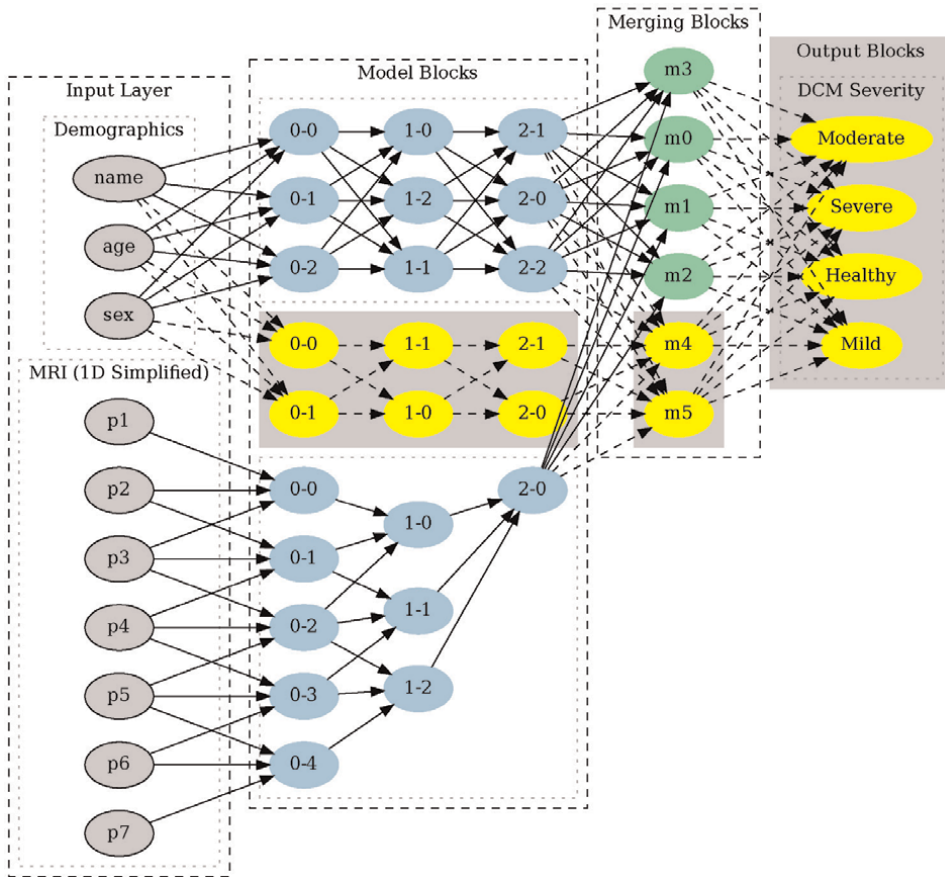 Input Layer
Demographics
name
age
sex
MRI (1D Simplified)
p1
p2
p3
p4
p5
p6
p7
Model Blocks
0-0
1-0
2-1
0-1
1-2
2-0
0-2
1-1
2-2
0-0
1-1
2-1
0-1
1-0
2-0
0-0
0-1
0-2
0-3
0-4
1-0
1-1
1-2
2-0
Merging Blocks
m3
m0
m1
m2
m4
m5
Output Blocks
DCM Severity
Moderate
Severe
Healthy
Mild